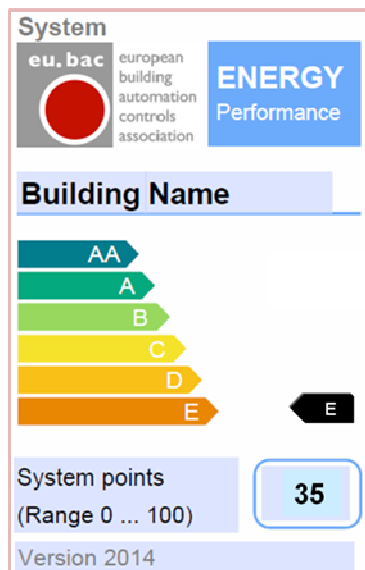 System
eu.bac
european
building
automation
controls
association
ENERGY
Performance
Building Name
AA
A
B
C
D
E
E
System points
35
(Range 0 ... 100)
Version 2014